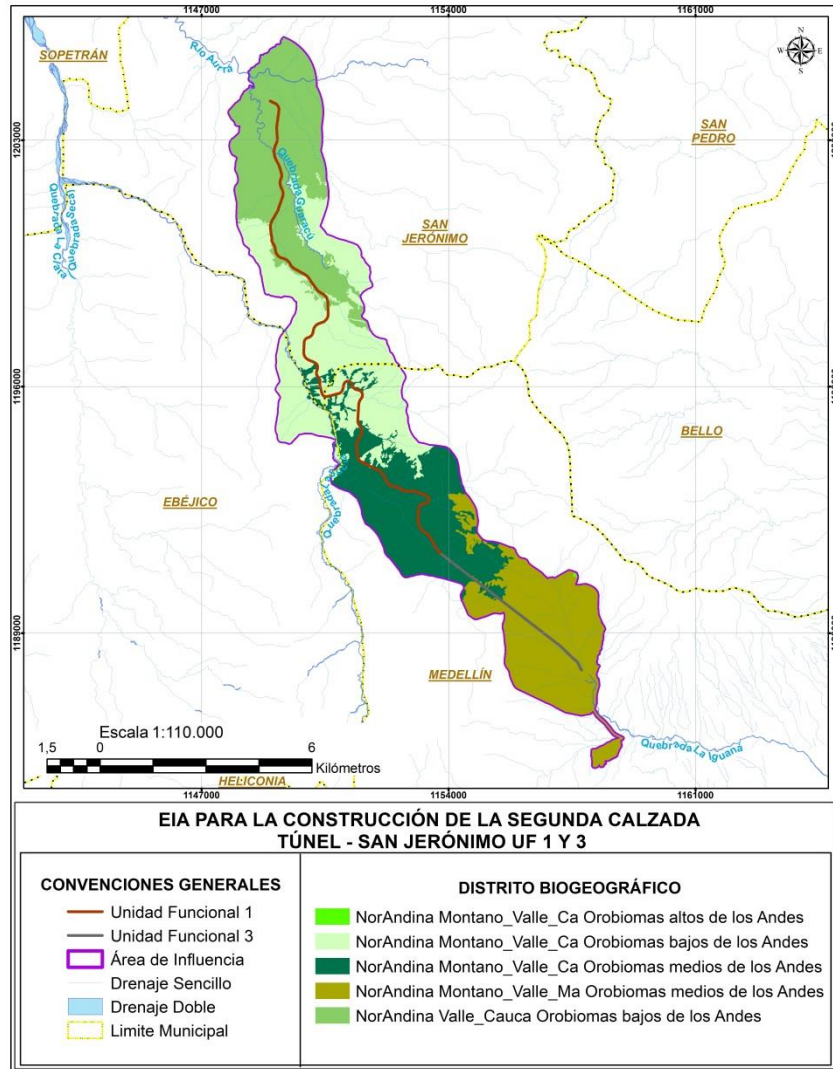 1147000
1154000
1161000
N
W
E
S
SOPETRÁN
Río Aurra
1203000
SAN
PEDRO
Quebrada Guaracú
Quebrada La Clara
Quebrada Seca
SAN
JERÓNIMO
1196000
BELLO
EBÉJICO
1189000
MEDELLÍN
Escala 1:110.000
1,5 0 6
Kilómetros
Quebrada La Iguaná
HELICONIA
1147000
1154000
1161000
EIA PARA LA CONSTRUCCIÓN DE LA SEGUNDA CALZADA
TÚNEL - SAN JERÓNIMO UF 1 Y 3
CONVENCIONES GENERALES
Unidad Funcional 1
Unidad Funcional 3
Área de Influencia
Drenaje Sencillo
Drenaje Doble
Limite Municipal
DISTRITO BIOGEOGRÁFICO
NorAndina Montano_Valle_Ca Orobiomas altos de los Andes
NorAndina Montano_Valle_Ca Orobiomas bajos de los Andes
NorAndina Montano_Valle_Ca Orobiomas medios de los Andes
NorAndina Montano_Valle_Ma Orobiomas medios de los Andes
NorAndina Valle_Cauca Orobiomas bajos de los Andes